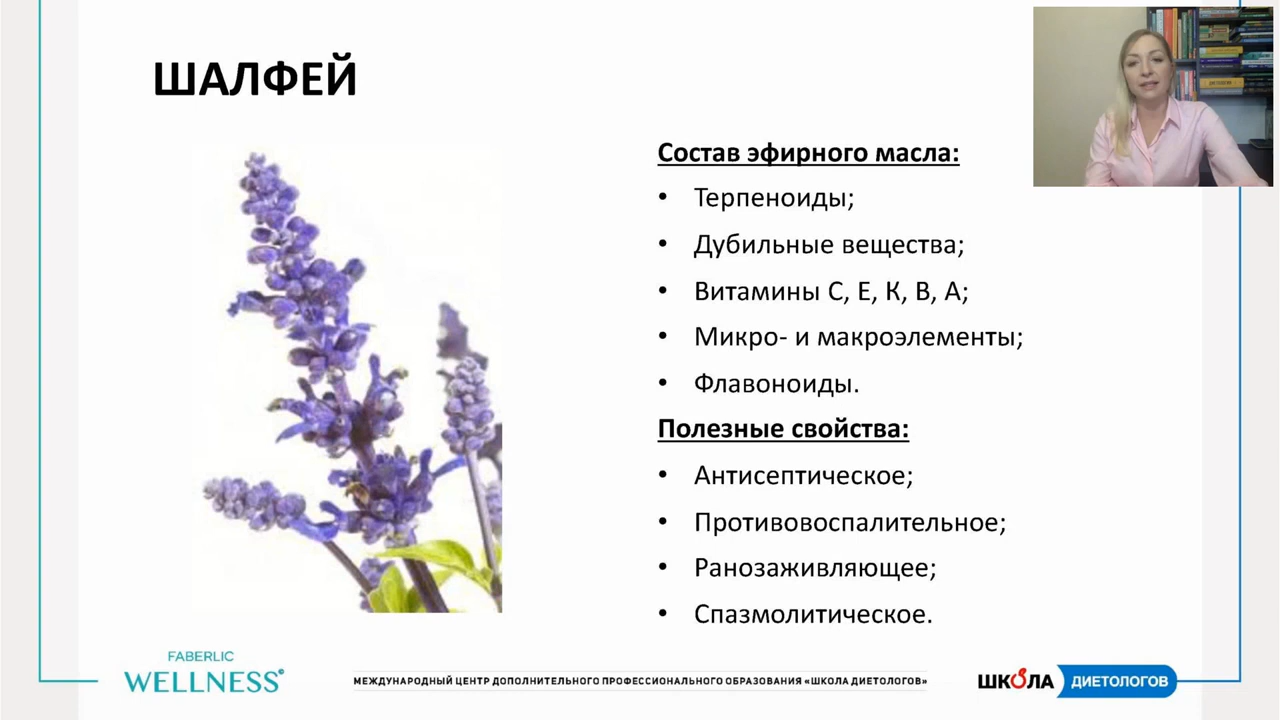 ШАЛФЕЙ
Состав эфирного масла:
• Терпеноиды;
• Дубильные вещества;
• Витамины С, Е, К, В, А;
• Микро- и макроэлементы;
• Флавоноиды.
Полезные свойства:
• Антисептическое;
• Противовоспалительное;
• Ранозаживляющее;
• Спазмолитическое.
FABERLIC
WELLNESS
МЕЖДУНАРОДНЫЙ ЦЕНТР ДОПОЛНИТЕЛЬНОГО ПРОФЕССИОНАЛЬНОГО ОБРАЗОВАНИЯ «ШКОЛА ДИЕТОЛОГОВ»
ШКОЛА ДИЕТОЛОГОВ